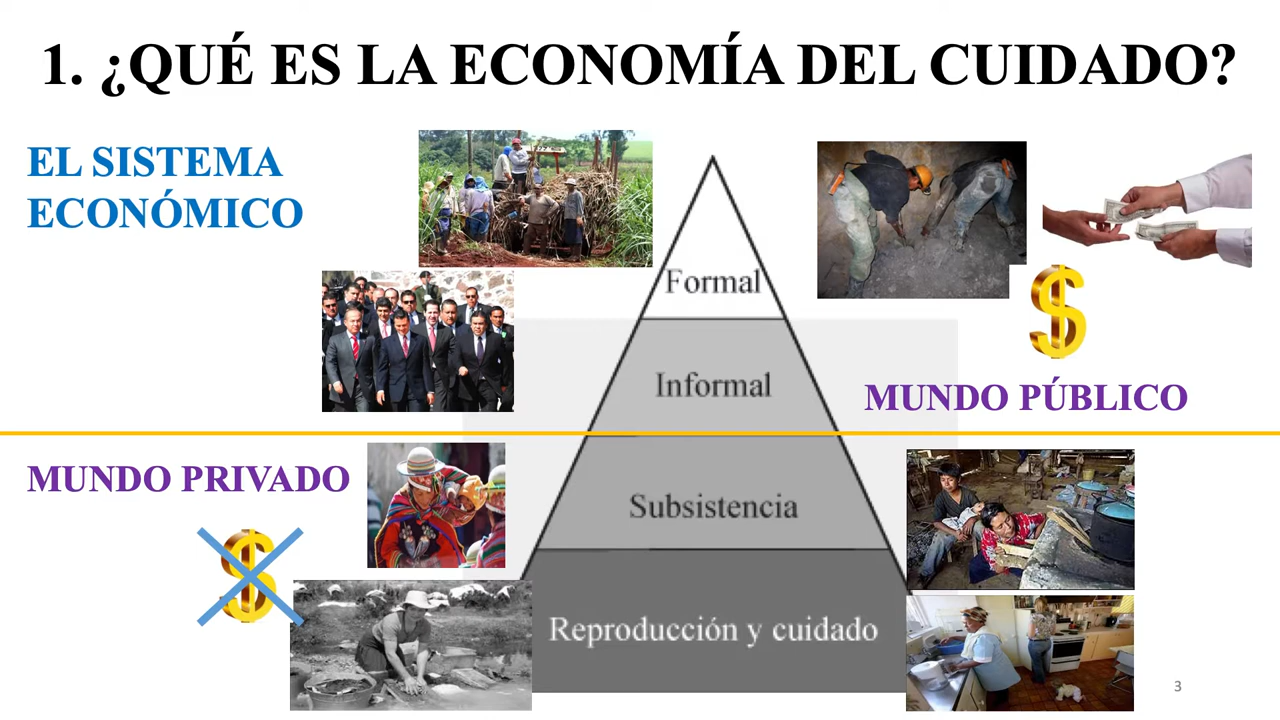 1. ¿QUÉ ES LA ECONOMÍA DEL CUIDADO?
EL SISTEMA
ECONÓMICO
Formal
Informal
MUNDO PÚBLICO
MUNDO PRIVADO
Subsistencia
Reproducción y cuidado
3